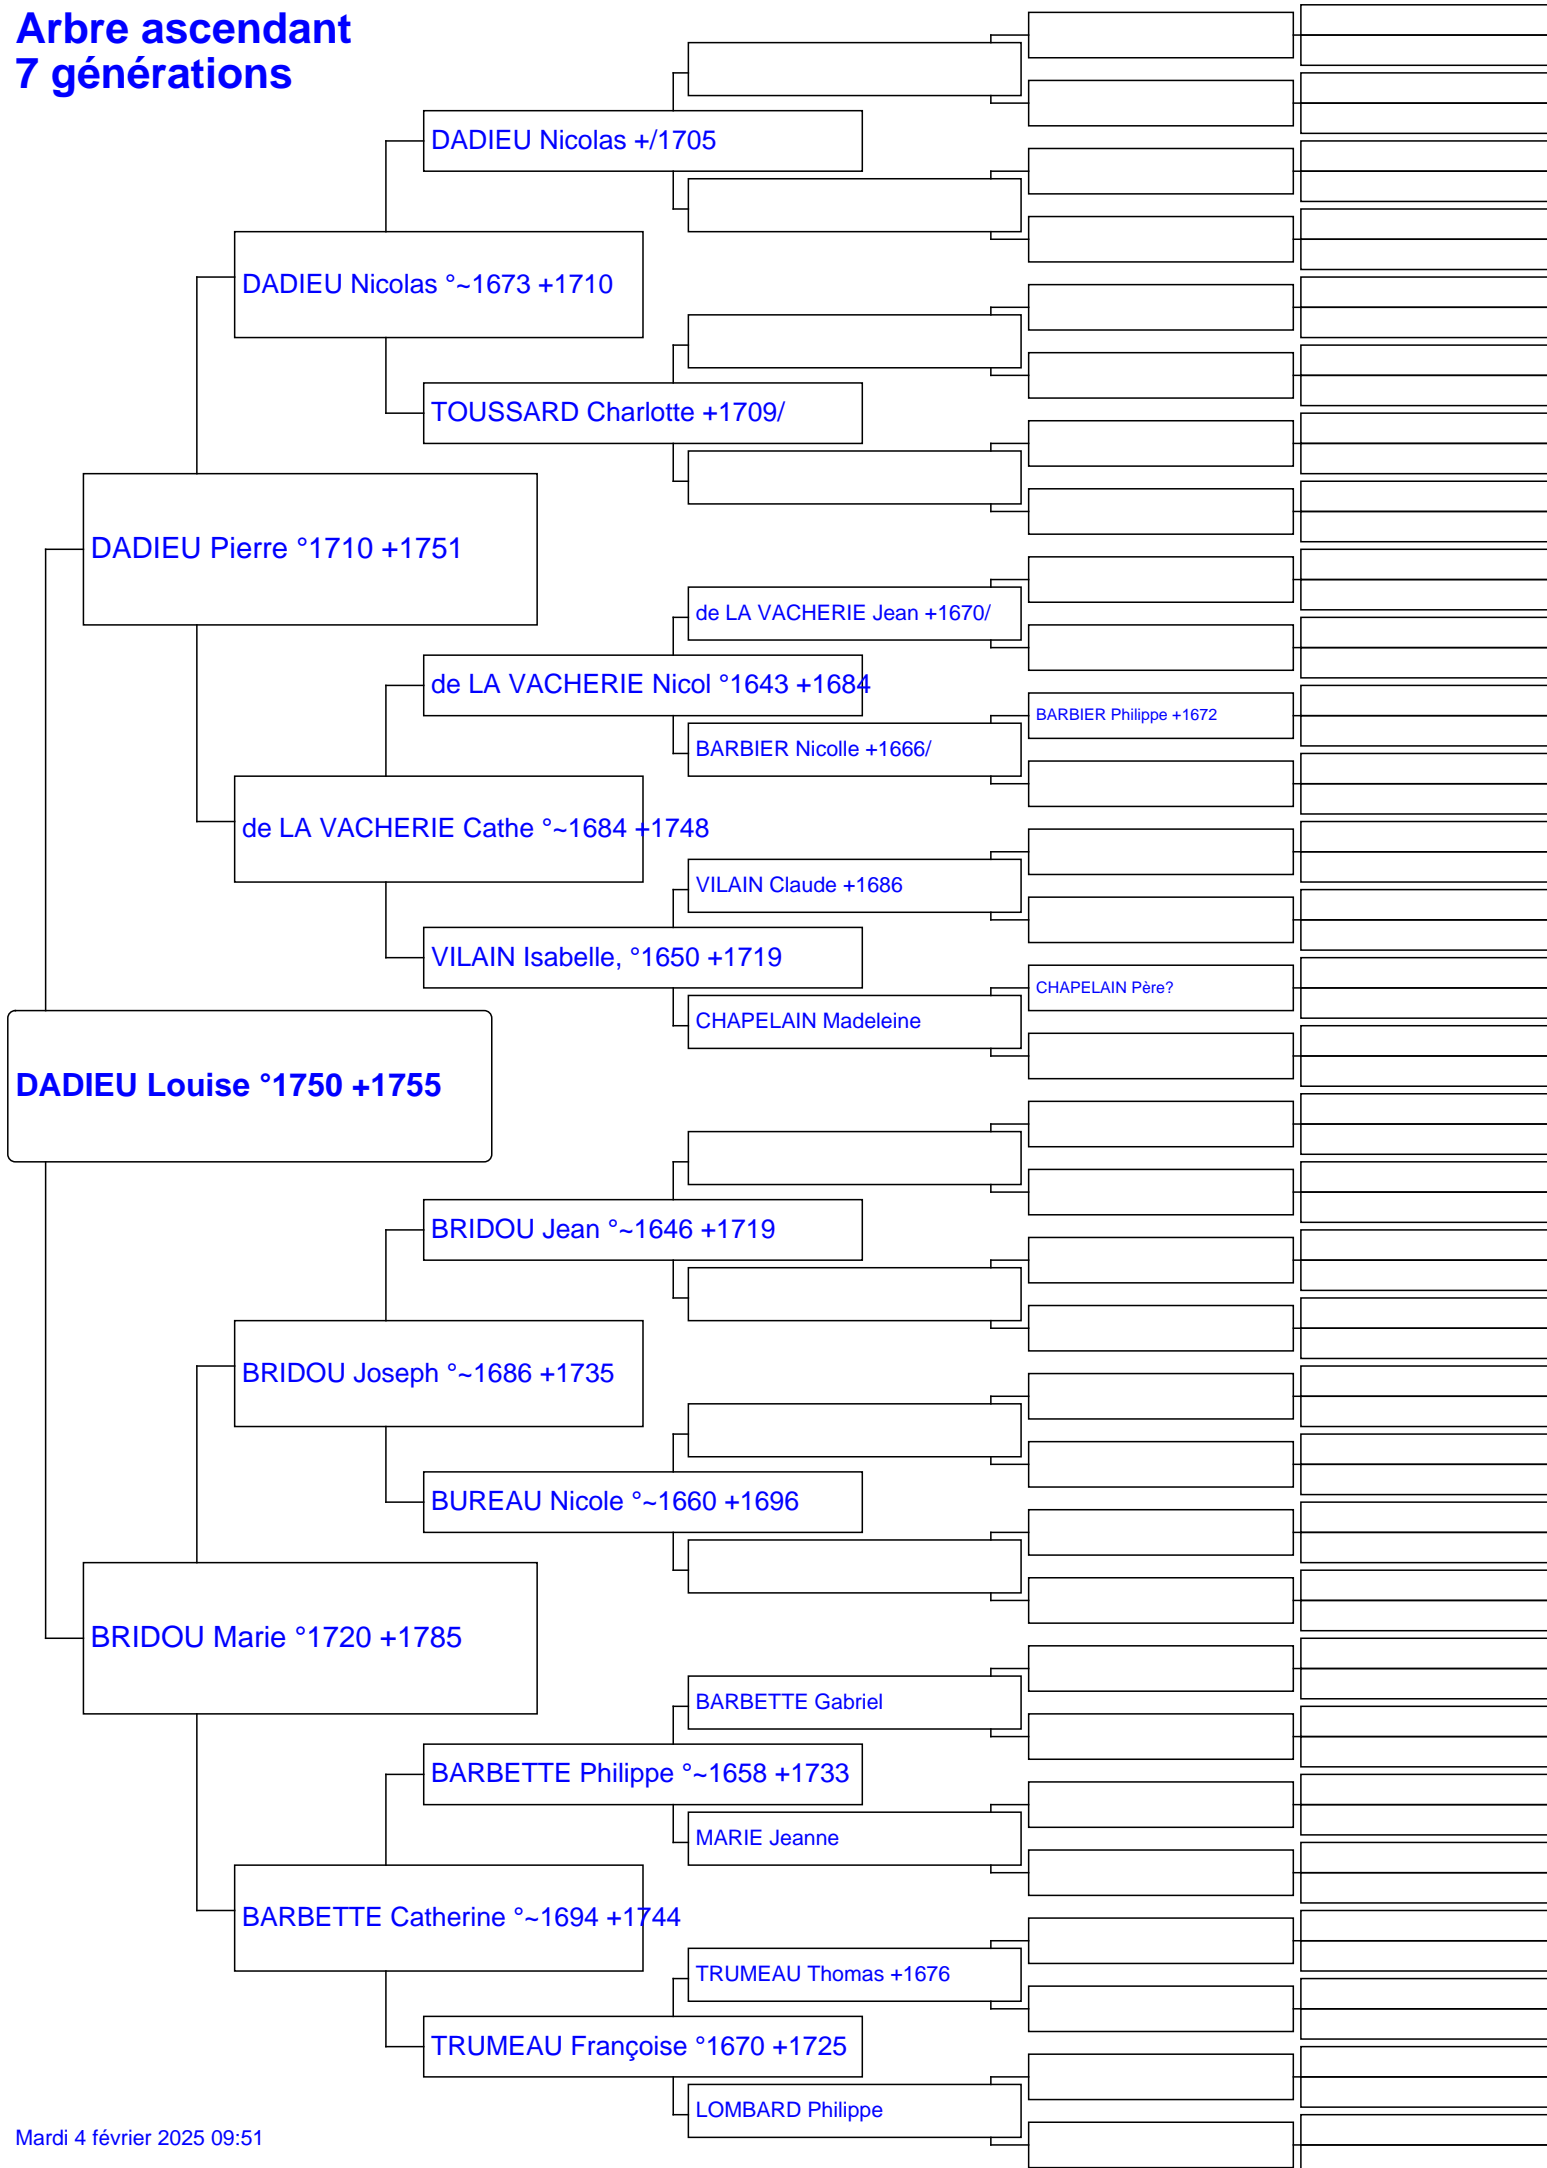 Arbre ascendant
7 générations
DADIEU Nicolas +/1705
DADIEU Nicolas °~1673 +1710
TOUSSARD Charlotte +1709/
DADIEU Pierre °1710 +1751
de LA VACHERIE Jean +1670/
de LA VACHERIE Nicol °1643 +1684
BARBIER Philippe +1672
BARBIER Nicolle +1666/
de LA VACHERIE Cathe °~1684 +1748
VILAIN Claude +1686
VILAIN Isabelle, °1650 +1719
CHAPELAIN Père?
CHAPELAIN Madeleine
DADIEU Louise °1750 +1755
BRIDOU Jean °~1646 +1719
BRIDOU Joseph °~1686 +1735
BUREAU Nicole °~1660 +1696
BRIDOU Marie °1720 +1785
BARBETTE Gabriel
BARBETTE Philippe °~1658 +1733
MARIE Jeanne
BARBETTE Catherine °~1694 +1744
TRUMEAU Thomas +1676
TRUMEAU Françoise °1670 +1725
LOMBARD Philippe
Mardi 4 février 2025 09:51